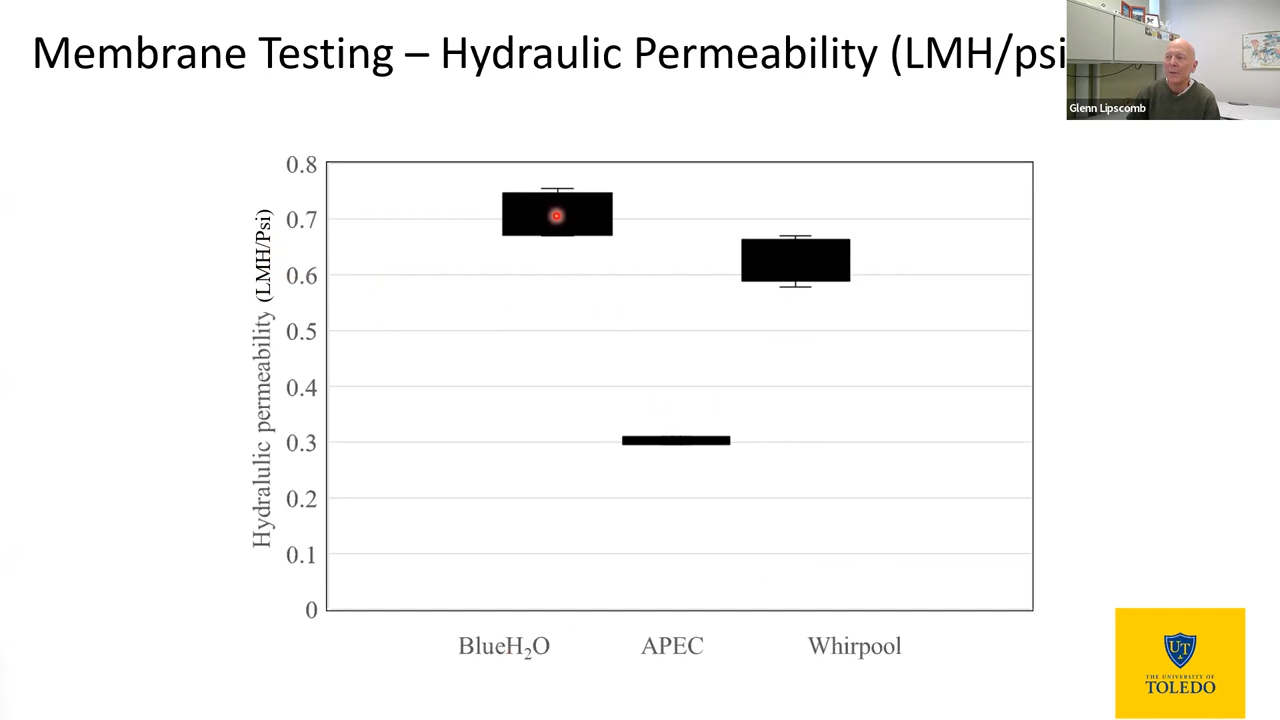 Membrane Testing – Hydraulic Permeability (LMH/psi
Glenn Lipscomb
Hydralulic permeability (LMH/Psi)
0.8
0.7
0.6
0.5
0.4
0.3
0.2
0.1
0
BlueH₂O APEC Whirpool
UT
THE UNIVERSITY OF
TOLEDO